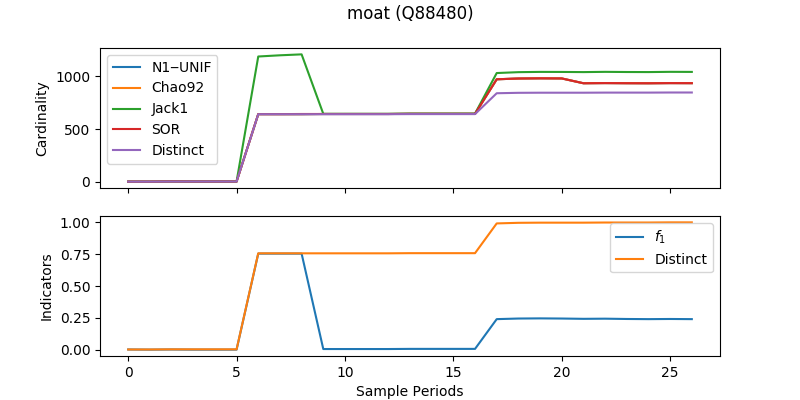 moat (Q88480)
Cardinality
1000
500
0
N1−UNIF
Chao92
Jack1
SOR
Distinct
Indicators
1.00
0.75
0.50
0.25
0.00
f1
Distinct
0 5 10 15 20 25
Sample Periods